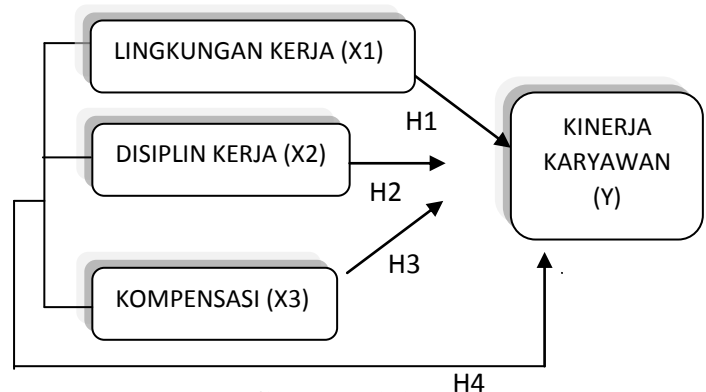 LINGKUNGAN KERJA (X1)
H1
KINERJA
KARYAWAN
(Y)
DISIPLIN KERJA (X2)
H2
H3
KOMPENSASI (X3)
H4